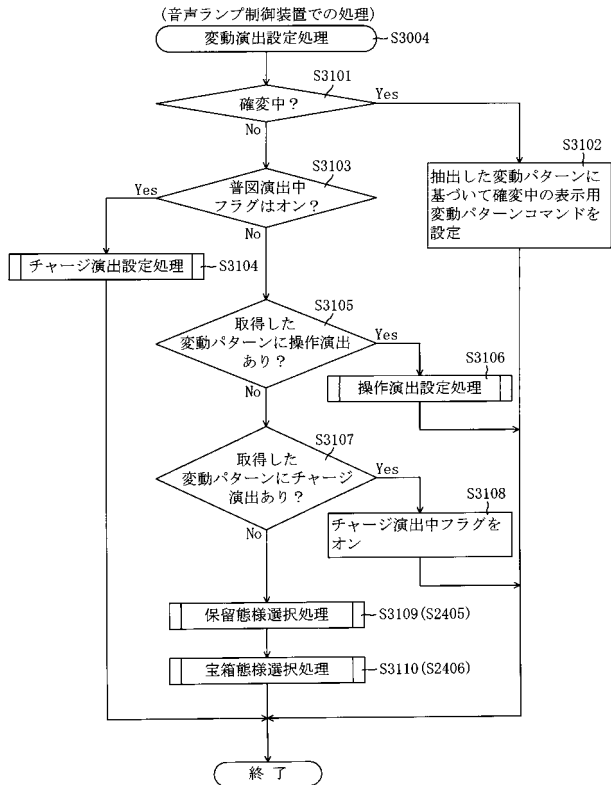 (音声ランプ制御装置での処理)
変動演出設定処理
S3004
S3101
確変中?
Yes
No
S3102
抽出した変動パターンに
基づいて確変中の表示用
変動パターンコマンドを
設定
S3103
普図演出中
フラグはオン?
Yes
No
チャージ演出設定処理
S3104
S3105
取得した
変動パターンに操作演出
あり?
Yes
No
S3106
操作演出設定処理
S3107
取得した
変動パターンにチャージ
演出あり?
Yes
No
S3108
チャージ演出中フラグを
オン
保留態様選択処理
S3109(S2405)
宝箱態様選択処理
S3110(S2406)
終 了